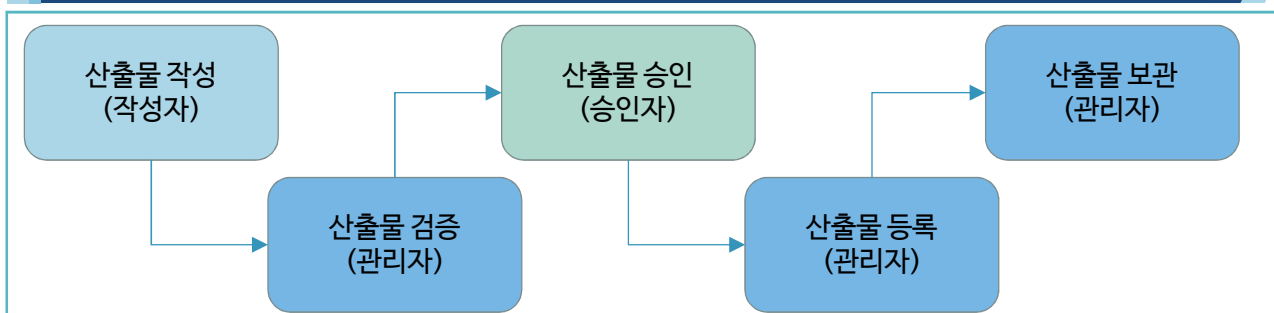 산출물 작성
(작성자)
산출물 검증
(관리자)
산출물 승인
(승인자)
산출물 등록
(관리자)
산출물 보관
(관리자)